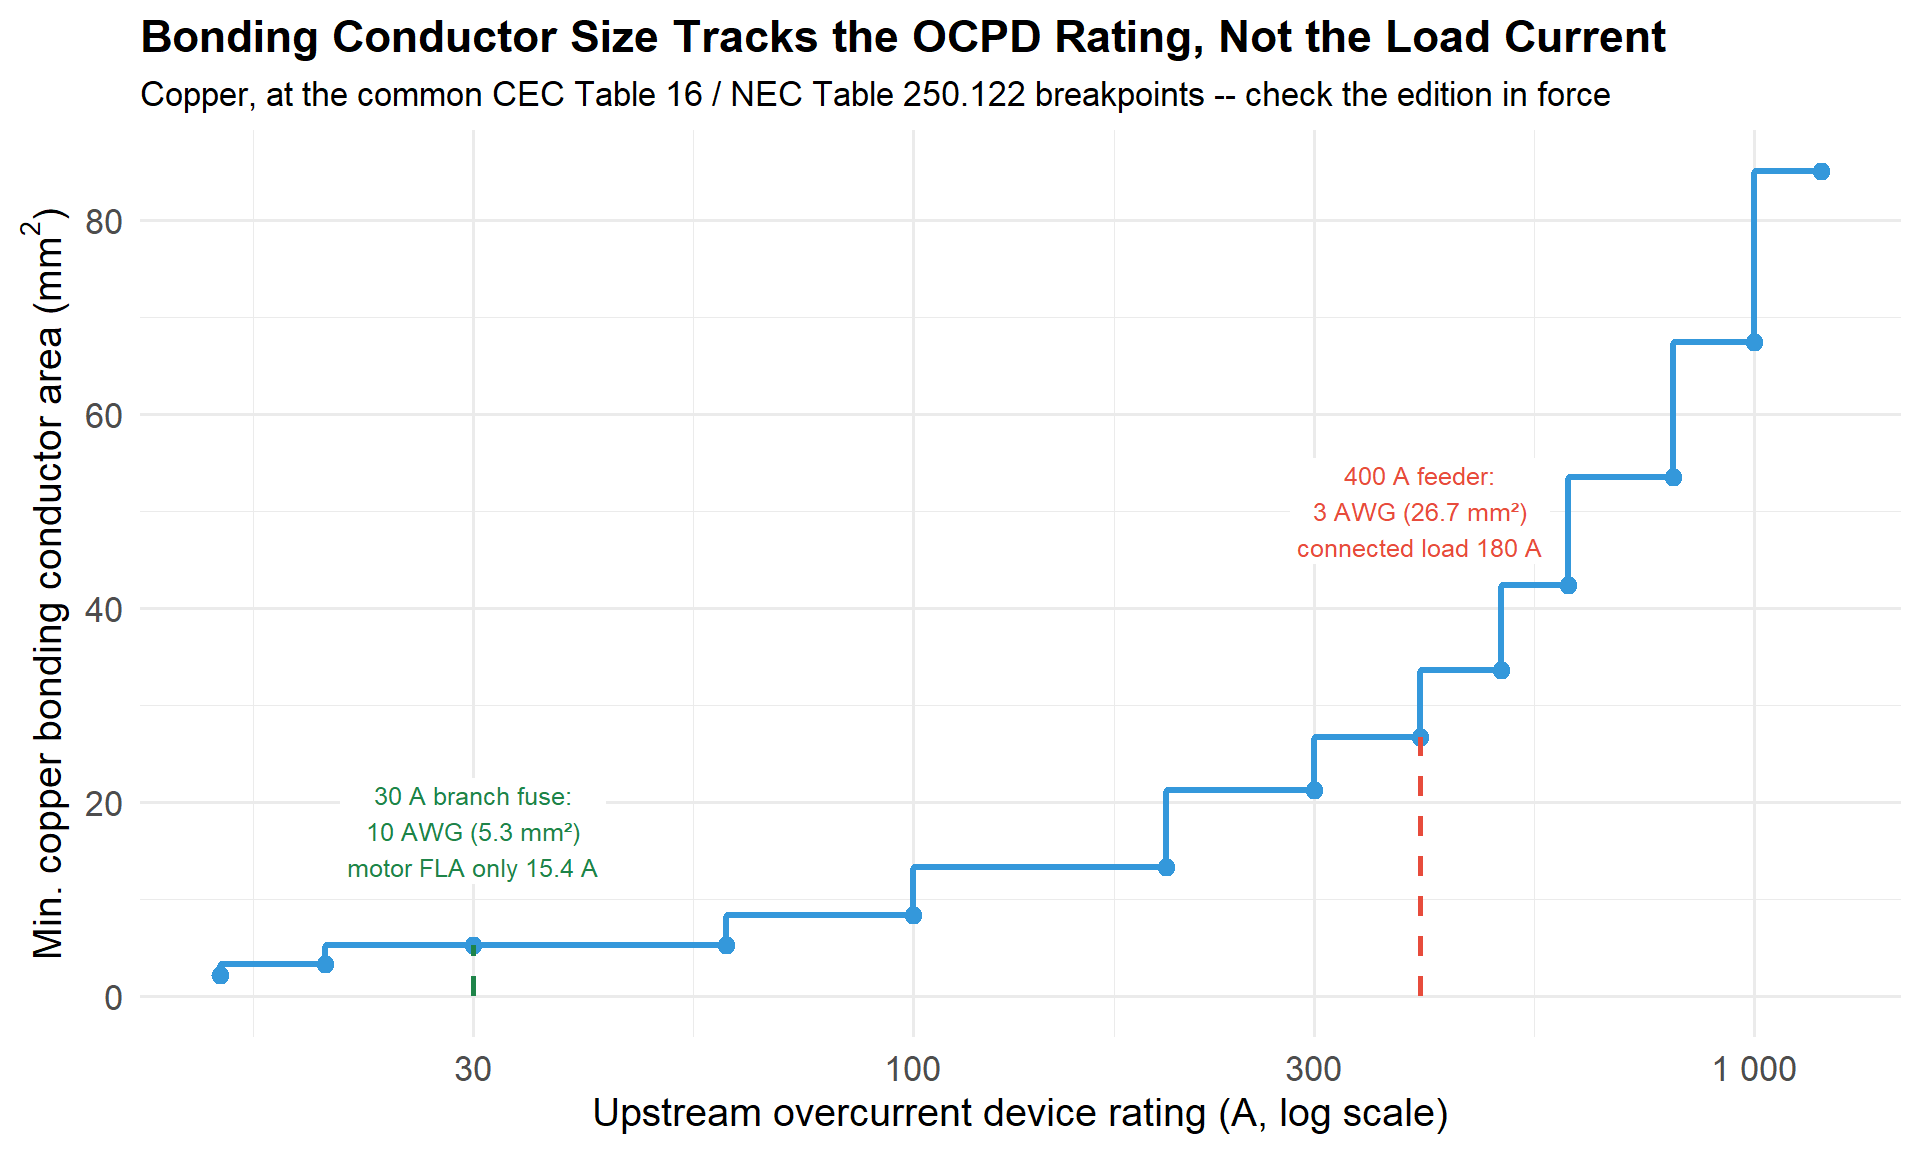 Bonding Conductor Size Tracks the OCPD Rating, Not the Load Current
Copper, at the common CEC Table 16 / NEC Table 250.122 breakpoints -- check the edition in force
Min. copper bonding conductor area (mm²)
80
60
40
20
0
400 A feeder:
3 AWG (26.7 mm²)
connected load 180 A
30 A branch fuse:
10 AWG (5.3 mm²)
motor FLA only 15.4 A
30
100
300
1 000
Upstream overcurrent device rating (A, log scale)